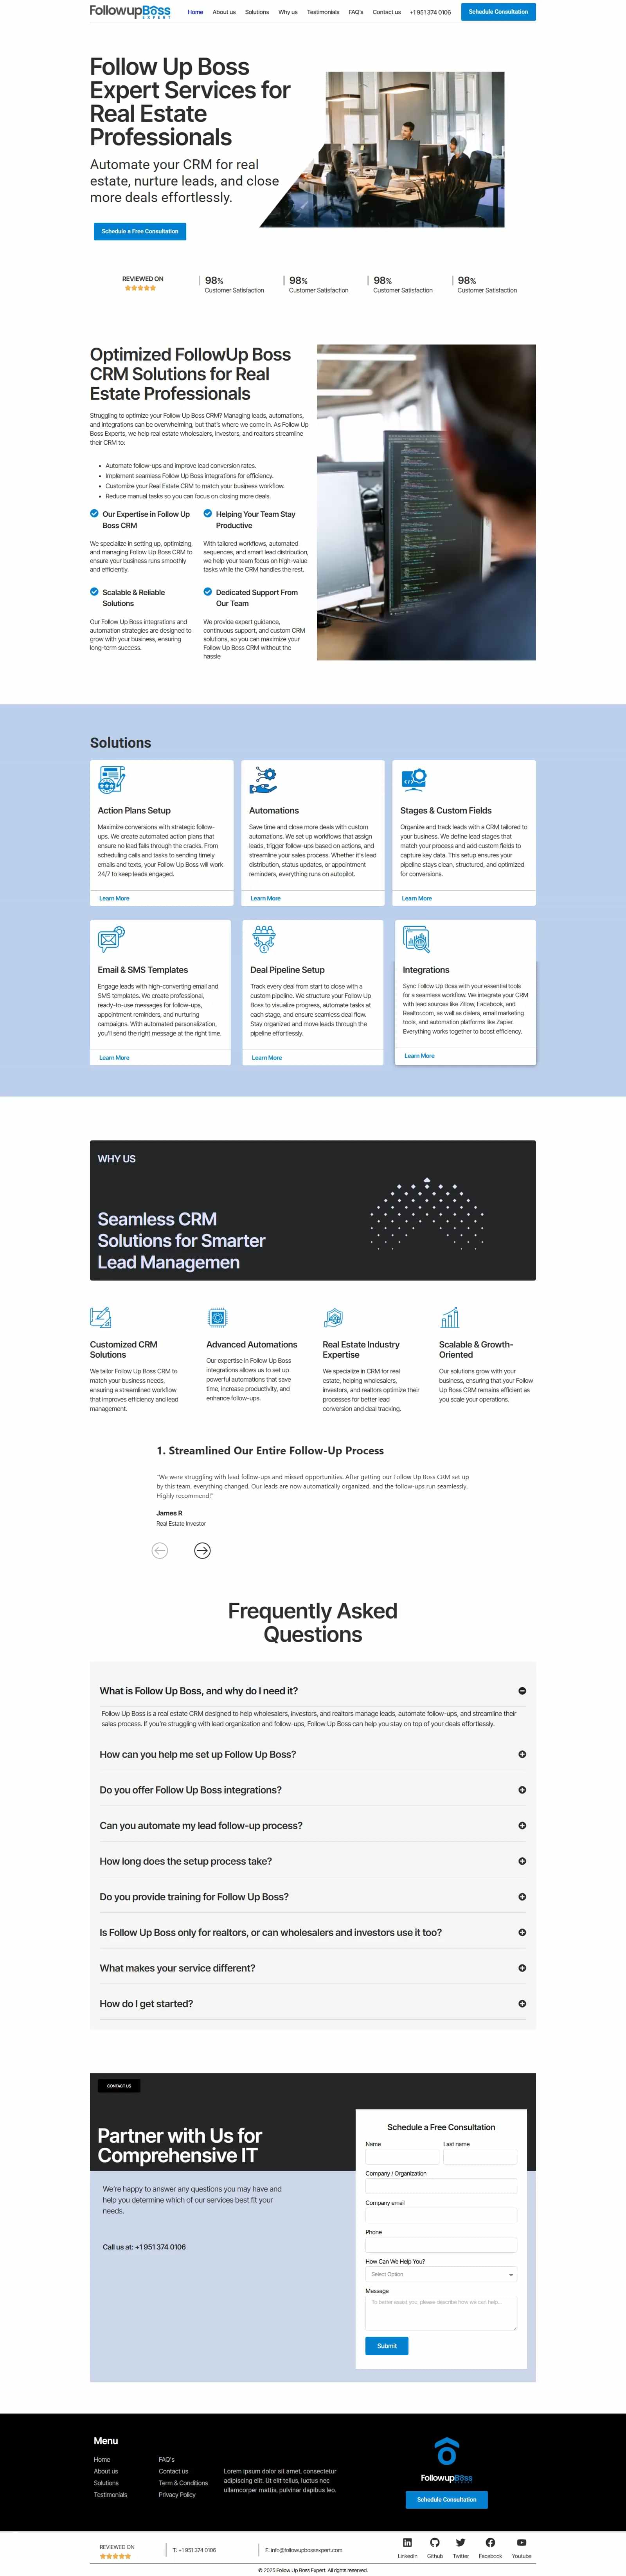 FollowupBoss
EXPERT
Home About us Solutions Why us Testimonials FAQ's Contact us +1 951 374 0106 Schedule Consultation
Follow Up Boss
Expert Services for
Real Estate
Professionals
Automate your CRM for real
estate, nurture leads, and close
more deals effortlessly.
Schedule a Free Consultation
REVIEWED ON
98% 98% 98% 98%
Customer Satisfaction Customer Satisfaction Customer Satisfaction Customer Satisfaction
Optimized FollowUp Boss
CRM Solutions for Real
Estate Professionals
Struggling to optimize your Follow Up Boss CRM? Managing leads, automations,
and integrations can be overwhelming, but that's where we come in. As Follow Up
Boss Experts, we help real estate wholesalers, investors, and realtors streamline
their CRM to:
• Automate follow-ups and improve lead conversion rates.
• Implement seamless Follow Up Boss integrations for efficiency.
• Customize your Real Estate CRM to match your business workflow.
• Reduce manual tasks so you can focus on closing more deals.
Our Expertise in Follow Up
Boss CRM
We specialize in setting up, optimizing,
and managing Follow Up Boss CRM to
ensure your business runs smoothly
and efficiently.
Helping Your Team Stay
Productive
With tailored workflows, automated
sequences, and smart lead distribution,
we help your team focus on high-value
tasks while the CRM handles the rest.
Scalable & Reliable
Solutions
Our Follow Up Boss integrations and
automation strategies are designed to
grow with your business, ensuring
long-term success.
Dedicated Support From
Our Team
We provide expert guidance,
continuous support, and custom CRM
solutions, so you can maximize your
Follow Up Boss CRM without the
hassle
Solutions
Action Plans Setup
Maximize conversions with strategic follow-
ups. We create automated action plans that
ensure no lead falls through the cracks. From
scheduling calls and tasks to sending timely
emails and texts, your Follow Up Boss will work
24/7 to keep leads engaged.
Learn More
Automations
Save time and close more deals with custom
automations. We set up workflows that assign
leads, trigger follow-ups based on actions, and
streamline your sales process. Whether it's lead
distribution, status updates, or appointment
reminders, everything runs on autopilot.
Learn More
Stages & Custom Fields
Organize and track leads with a CRM tailored to
your business. We define lead stages that
match your process and add custom fields to
capture key data. This setup ensures your
pipeline stays clean, structured, and optimized
for conversions.
Learn More
Email & SMS Templates
Engage leads with high-converting email and
SMS templates. We create professional,
ready-to-use messages for follow-ups,
appointment reminders, and nurturing
campaigns. With automated personalization,
you'll send the right message at the right time.
Learn More
Deal Pipeline Setup
Track every deal from start to close with a
custom pipeline. We structure your Follow Up
Boss to visualize progress, automate tasks at
each stage, and ensure seamless deal flow.
Stay organized and move leads through the
pipeline effortlessly.
Learn More
Integrations
Sync Follow Up Boss with your essential tools
for a seamless workflow. We integrate your CRM
with lead sources like Zillow, Facebook, and
Realtor.com, as well as dialers, email marketing
tools, and automation platforms like Zapier.
Everything works together to boost efficiency.
Learn More
WHY US
Seamless CRM
Solutions for Smarter
Lead Managemen
Customized CRM
Solutions
We tailor Follow Up Boss CRM to
match your business needs,
ensuring a streamlined workflow
that improves efficiency and lead
management.
Advanced Automations
Our expertise in Follow Up Boss
integrations allows us to set up
powerful automations that save
time, increase productivity, and
enhance follow-ups.
Real Estate Industry
Expertise
We specialize in CRM for real
estate, helping wholesalers,
investors, and realtors optimize their
processes for better lead
conversion and deal tracking.
Scalable & Growth-
Oriented
Our solutions grow with your
business, ensuring that your Follow
Up Boss CRM remains efficient as
you scale your operations.
1. Streamlined Our Entire Follow-Up Process
"We were struggling with lead follow-ups and missed opportunities. After getting our Follow Up Boss CRM set up
by this team, everything changed. Our leads are now automatically organized, and the follow-ups run seamlessly.
Highly recommend!"
James R
Real Estate Investor
Frequently Asked
Questions
What is Follow Up Boss, and why do I need it?
Follow Up Boss is a real estate CRM designed to help wholesalers, investors, and realtors manage leads, automate follow-ups, and streamline their
sales process. If you're struggling with lead organization and follow-ups, Follow Up Boss can help you stay on top of your deals effortlessly.
How can you help me set up Follow Up Boss?
Do you offer Follow Up Boss integrations?
Can you automate my lead follow-up process?
How long does the setup process take?
Do you provide training for Follow Up Boss?
Is Follow Up Boss only for realtors, or can wholesalers and investors use it too?
What makes your service different?
How do I get started?
CONTACT US
Partner with Us for
Comprehensive IT
We're happy to answer any questions you may have and
help you determine which of our services best fit your
needs.
Call us at: +1 951 374 0106
Schedule a Free Consultation
Name Last name
Company / Organization
Company email
Phone
How Can We Help You?
Select Option
Message
To better assist you, please describe how we can help...
Submit
Menu
Home
About us
Solutions
Testimonials
FAQ's
Contact us
Term & Conditions
Privacy Policy
Lorem ipsum dolor sit amet, consectetur
adipiscing elit. Ut elit tellus, luctus nec
ullamcorper mattis, pulvinar dapibus leo.
FollowupBoss
Schedule Consultation
REVIEWED ON
T: +1 951 374 0106
E: info@followupbossexpert.com
LinkedIn Github Twitter Facebook Youtube
© 2025 Follow Up Boss Expert. All rights reserved.